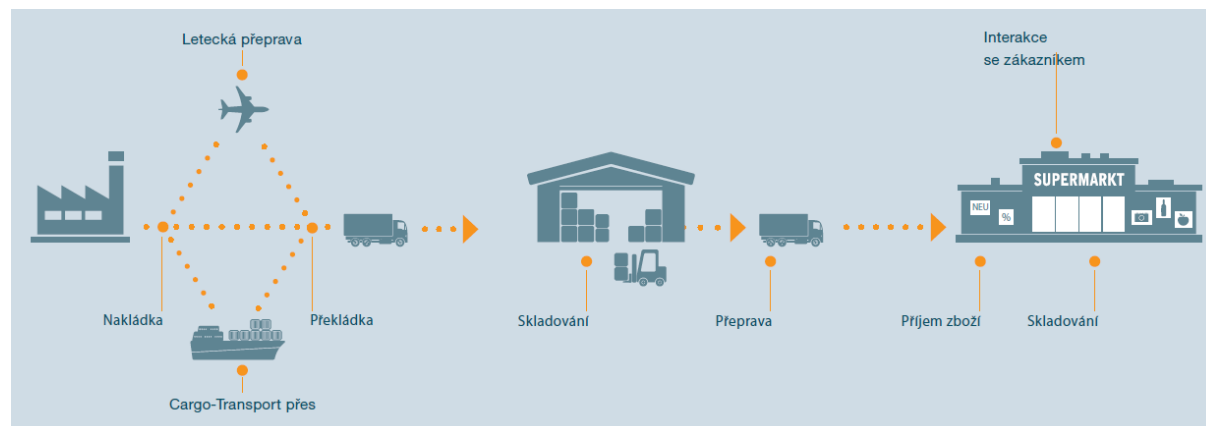 Letecká přeprava
Interakce
se zákazníkem
SUPERMARKT
NEU
%
Nakládka
Překládka
Skladování
Přeprava
Příjem zboží
Skladování
Cargo-Transport přes